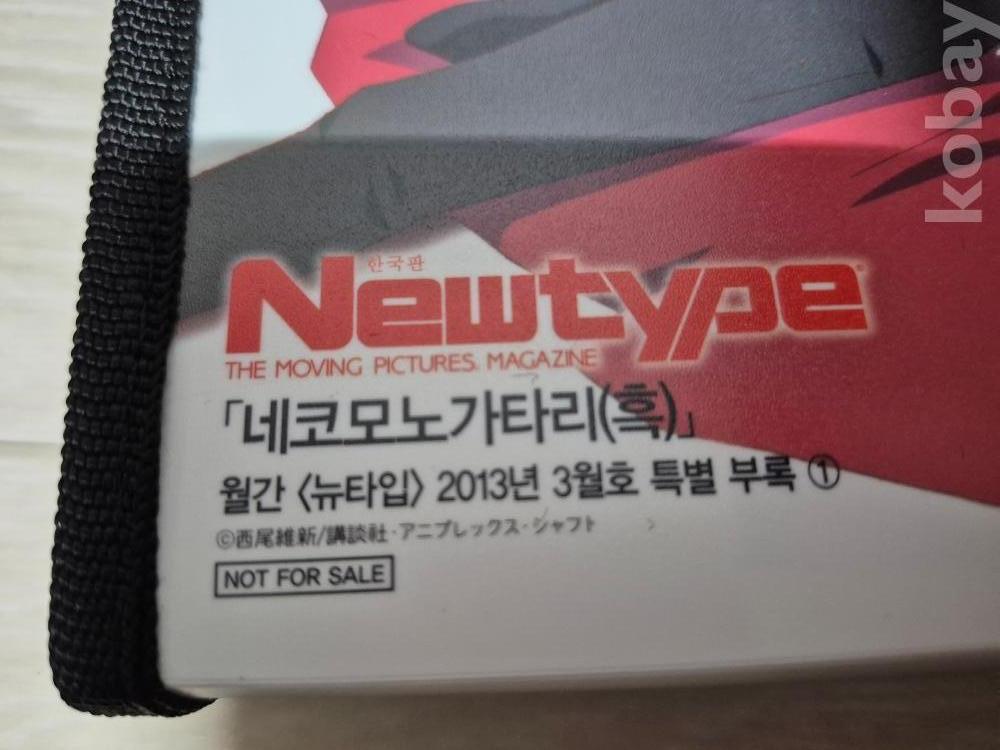 한국판
Newtype
THE MOVING PICTURES. MAGAZINE
「네코모노가타리(흑)」
월간 〈뉴타입〉 2013년 3월호 특별 부록 ①
©西尾維新/講談社・アニプレックス・シャフト
NOT FOR SALE
kobay